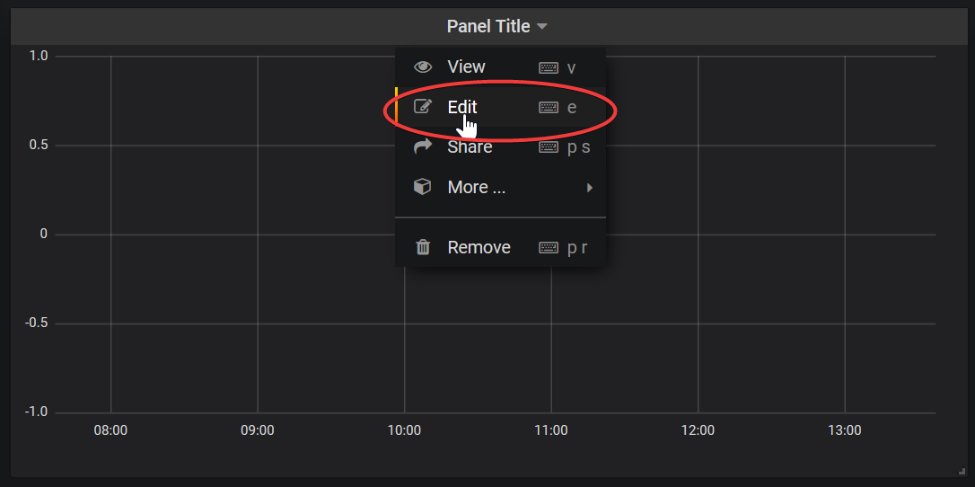 Panel Title
1.0
View v
Edit e
0.5
Share p s
More ...
0
Remove p r
-0.5
-1.0
08:00 09:00 10:00 11:00 12:00 13:00